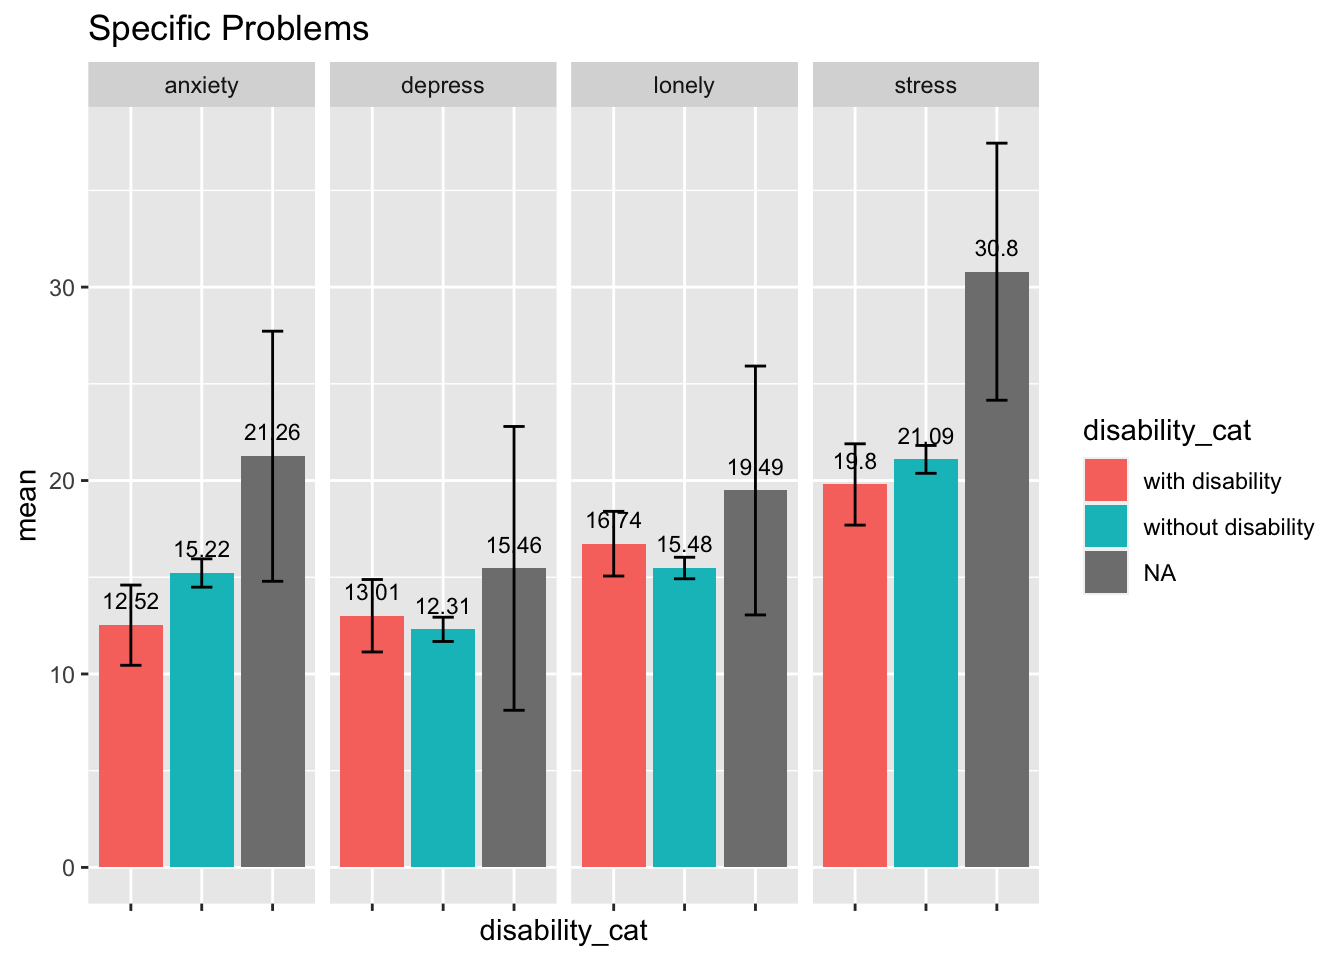 Specific Problems
anxiety
depress
lonely
stress
30
20
10
0
mean
12.52
15.22
21.26
13.01
12.31
15.46
16.74
15.48
19.49
19.8
21.09
30.8
disability_cat
disability_cat
with disability
without disability
NA